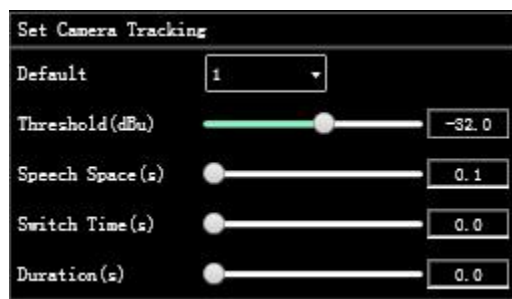 Set Camera Tracking
Default 1
Threshold(dBu) -32.0
Speech Space(s) 0.1
Switch Time(s) 0.0
Duration(s) 0.0